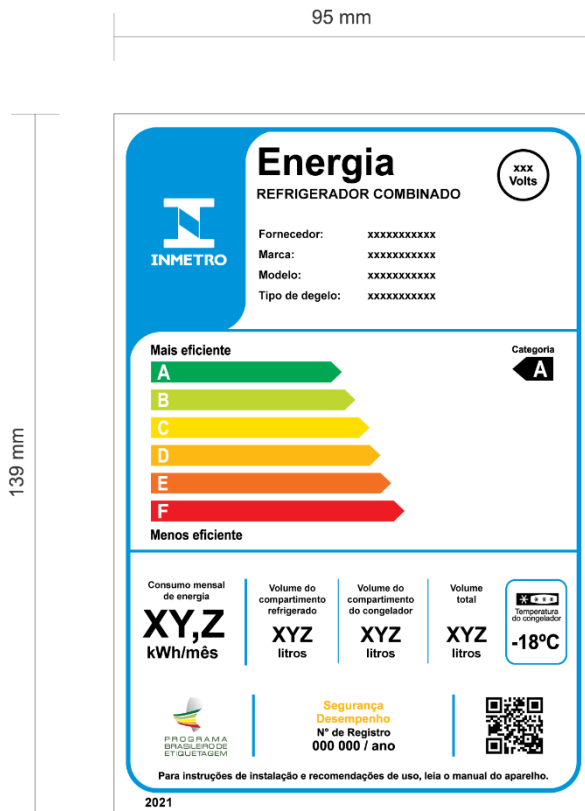 95 mm
139 mm
Energia
REFRIGERADOR COMBINADO
xxx
Volts
INMETRO
Fornecedor: xxxxxxxxxxx
Marca: xxxxxxxxxxx
Modelo: xxxxxxxxxxx
Tipo de degelo: xxxxxxxxxxx
Mais eficiente
Categoria
A
A
B
C
D
E
F
Menos eficiente
Consumo mensal
de energia
XY,Z
kWh/mês
Volume do
compartimento
refrigerado
XYZ
litros
Volume do
compartimento
do congelador
XYZ
litros
Volume
total
XYZ
litros
Temperatura
do congelador
-18ºC
PROGRAMA
BRASILEIRO DE
ETIQUETAGEM
Segurança
Desempenho
N° de Registro
000 000 / ano
Para instruções de instalação e recomendações de uso, leia o manual do aparelho.
2021